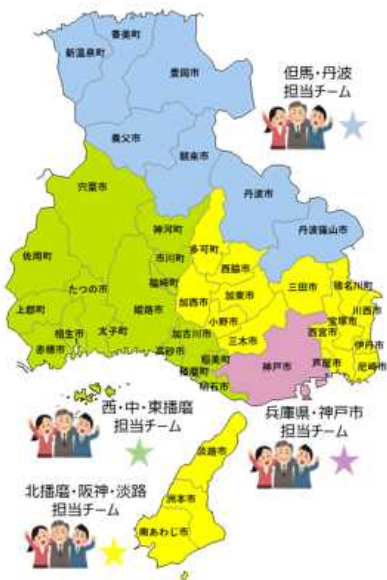 香美町
新温泉町
豊岡市
但馬・丹波
担当チーム
養父市
朝来市
宍粟市
丹波市
丹波篠山市
神河町
多可町
佐用町
市川町
西脇市
たつの市
福崎町
加西市
加東市
三田市
猪名川町
川西市
上郡町
姫路市
小野市
宝塚市
相生市
太子町
加古川市
三木市
西宮市
伊丹市
赤穂市
高砂市
稲美町
神戸市
芦屋市
尼崎市
播磨町
明石市
西・中・東播磨
担当チーム
兵庫県・神戸市
担当チーム
淡路市
北播磨・阪神・淡路
担当チーム
洲本市
南あわじ市